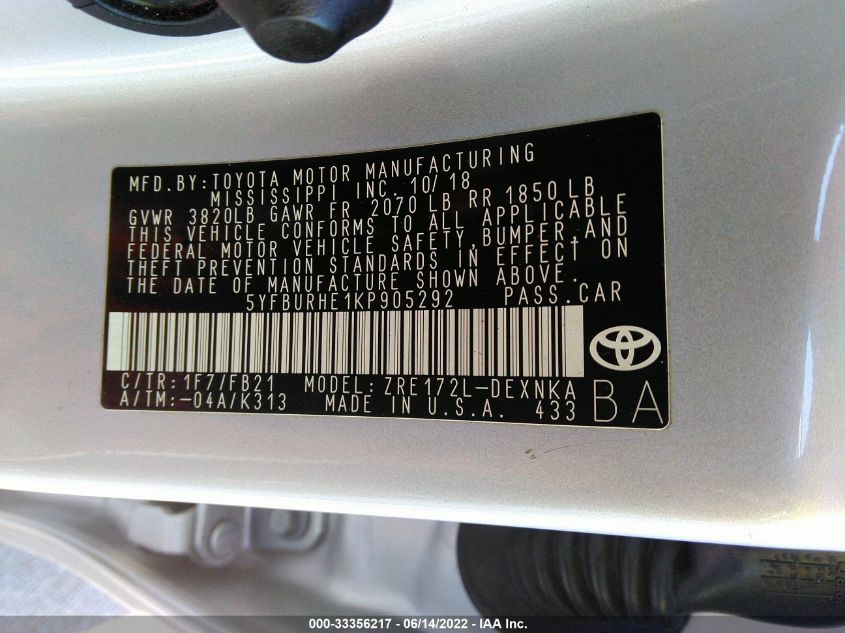 MFD.BY:TOYOTA MOTOR MANUFACTURING
MISSISSIPPI INC. 10/18
GVWR 3820LB GAWR FR 2070 LB RR 1850 LB
THIS VEHICLE CONFORMS TO ALL APPLICABLE
FEDERAL MOTOR VEHICLE SAFETY,BUMPER,AND
THEFT PREVENTION STANDARDS IN EFFECT ON
THE DATE OF MANUFACTURE SHOWN ABOVE.
5YFBURHE1KP905292 PASS.CAR
C/TR:1F7/FB21 MODEL:ZRE172L-DEXNKA
A/TM:-04A/K313 MADE IN U.S.A. 433
BA
000-33356217 - 06/14/2022 - IAA Inc.